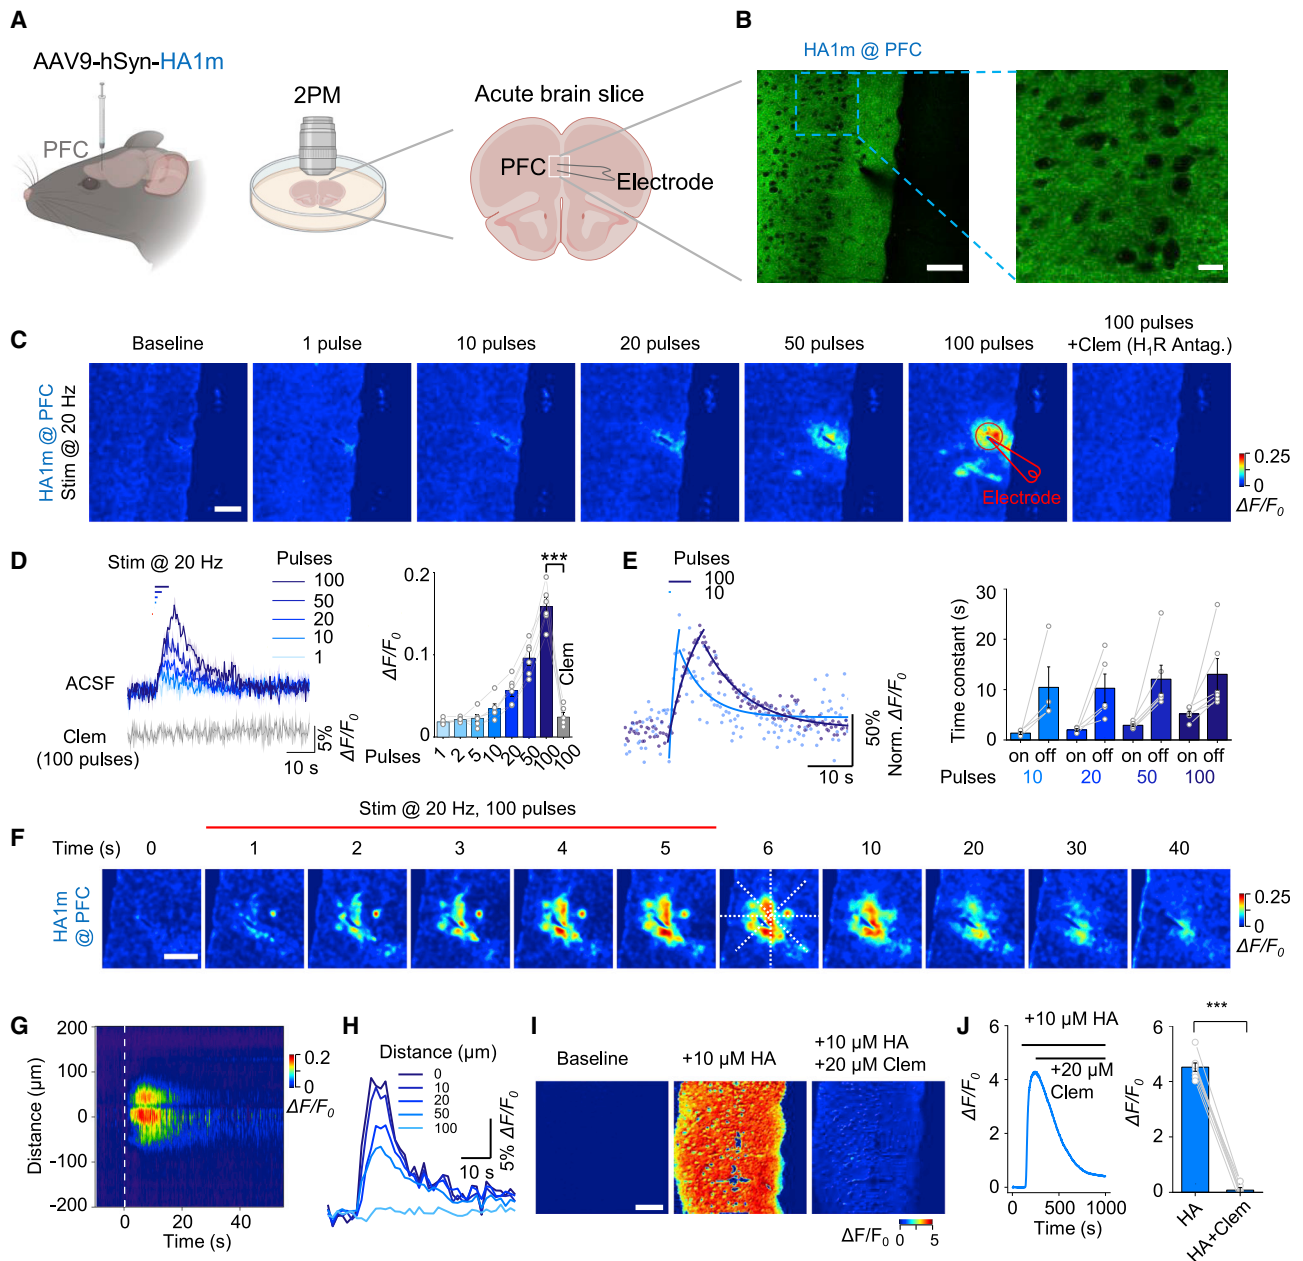 A
AAV9-hSyn-HA1m
PFC
2PM
Acute brain slice
PFC
Electrode
B
HA1m @ PFC
C
Baseline
1 pulse
10 pulses
20 pulses
50 pulses
100 pulses
100 pulses
+Clem (H₁R Antag.)
HA1m @ PFC
Stim @ 20 Hz
Electrode
0.25
0
ΔF/F₀
D
Stim @ 20 Hz
Pulses
100
50
20
10
1
ACSF
Clem
(100 pulses)
5%
ΔF/F₀
10 s
0.2
0.1
0
ΔF/F₀
***
Clem
Pulses
1 2 5 10 20 50 100 100
E
Pulses
100
10
50%
Norm. ΔF/F₀
10 s
30
20
10
0
Time constant (s)
on off on off on off on off
Pulses 10 20 50 100
Stim @ 20 Hz, 100 pulses
F
Time (s) 0 1 2 3 4 5 6 10 20 30 40
HA1m
@ PFC
0.25
0
ΔF/F₀
G
200
100
0
-100
-200
Distance (µm)
0 20 40
Time (s)
0.2
0
ΔF/F₀
H
Distance (µm)
0
10
20
50
100
5% ΔF/F₀
10 s
I
Baseline
+10 µM HA
+10 µM HA
+20 µM Clem
ΔF/F₀
0 5
J
+10 µM HA
+20 µM
Clem
6
4
2
0
ΔF/F₀
0 500 1000
Time (s)
***
6
4
2
0
ΔF/F₀
HA
HA+Clem